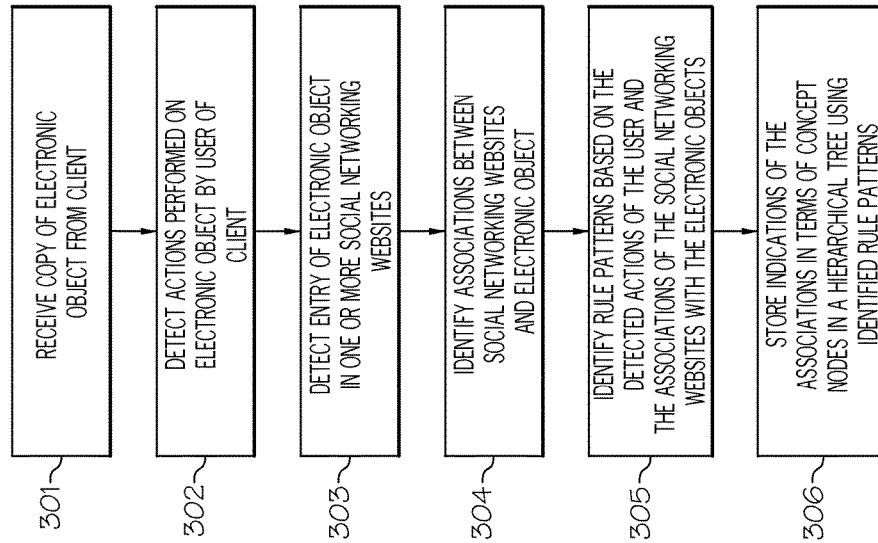 301
RECEIVE COPY OF ELECTRONIC
OBJECT FROM CLIENT
302
DETECT ACTIONS PERFORMED ON
ELECTRONIC OBJECT BY USER OF
CLIENT
303
DETECT ENTRY OF ELECTRONIC OBJECT
IN ONE OR MORE SOCIAL NETWORKING
WEBSITES
304
IDENTIFY ASSOCIATIONS BETWEEN
SOCIAL NETWORKING WEBSITES
AND ELECTRONIC OBJECT
305
IDENTIFY RULE PATTERNS BASED ON THE
DETECTED ACTIONS OF THE USER AND
THE ASSOCIATIONS OF THE SOCIAL NETWORKING
WEBSITES WITH THE ELECTRONIC OBJECTS
306
STORE INDICATIONS OF THE
ASSOCIATIONS IN TERMS OF CONCEPT
NODES IN A HIERARCHICAL TREE USING
IDENTIFIED RULE PATTERNS